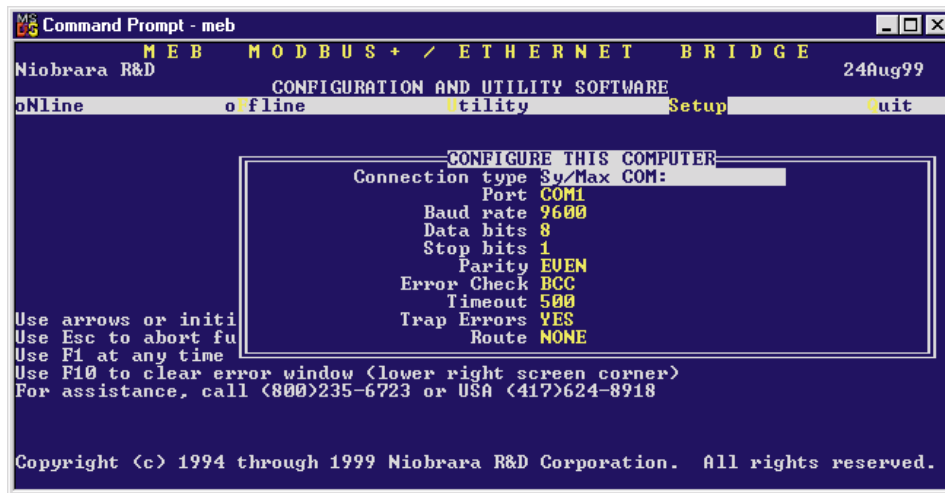 Command Prompt - meb
M E B M O D B U S + / E T H E R N E T B R I D G E
Niobrara R&D 24Aug99
CONFIGURATION AND UTILITY SOFTWARE
oNline oFfline Utility Setup Quit
CONFIGURE THIS COMPUTER
Connection type Sy/Max COM:
Port COM1
Baud rate 9600
Data bits 8
Stop bits 1
Parity EVEN
Error Check BCC
Timeout 500
Use arrows or initi Trap Errors YES
Use Esc to abort fu Route NONE
Use F1 at any time
Use F10 to clear error window (lower right screen corner)
For assistance, call (800)235-6723 or USA (417)624-8918
Copyright (c) 1994 through 1999 Niobrara R&D Corporation. All rights reserved.